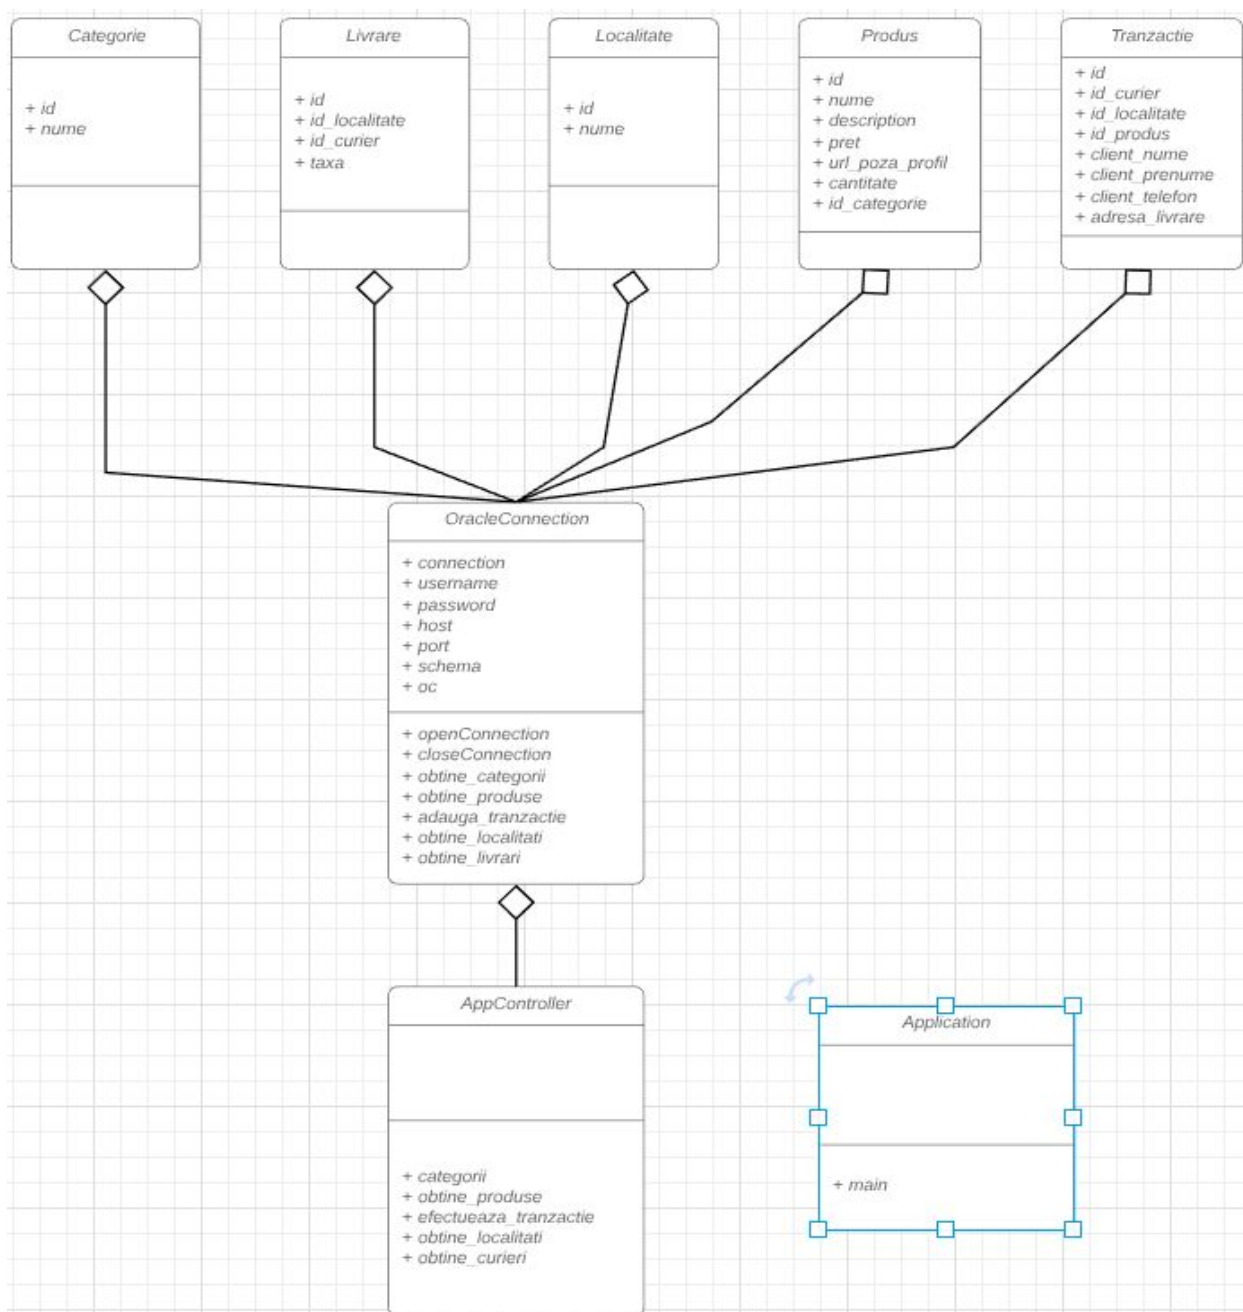 Categorie
+ id
+ nume
Livrare
+ id
+ id_localitate
+ id_curier
+ taxa
Localitate
+ id
+ nume
Produs
+ id
+ nume
+ description
+ pret
+ url_poza_profil
+ cantitate
+ id_categorie
Tranzactie
+ id
+ id_curier
+ id_localitate
+ id_produs
+ client_nume
+ client_prenume
+ client_telefon
+ adresa_livrare
OracleConnection
+ connection
+ username
+ password
+ host
+ port
+ schema
+ oc
+ openConnection
+ closeConnection
+ obtine_categorii
+ obtine_produse
+ adauga_tranzactie
+ obtine_localitati
+ obtine_livrari
AppController
+ categorii
+ obtine_produse
+ efectueaza_tranzactie
+ obtine_localitati
+ obtine_curieri
Application
+ main